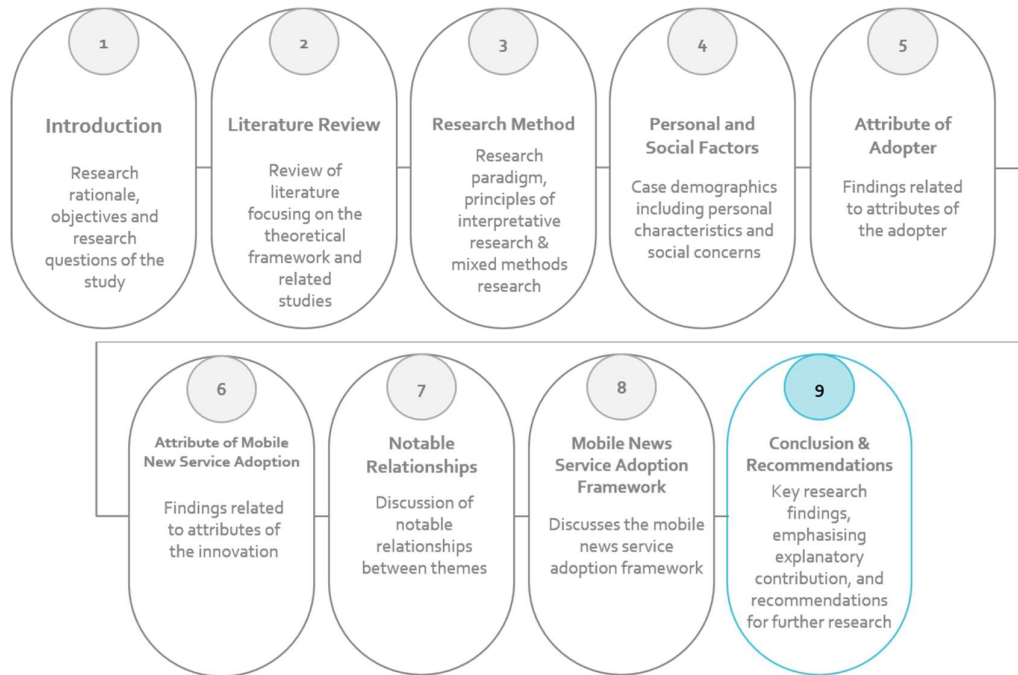 1
Introduction
Research
rationale,
objectives and
research
questions of the
study
2
Literature Review
Review of
literature
focusing on the
theoretical
framework and
related
studies
3
Research Method
Research
paradigm,
principles of
interpretative
research &
mixed methods
research
4
Personal and
Social Factors
Case demographics
including personal
characteristics and
social concerns
5
Attribute of
Adopter
Findings related
to attributes of
the adopter
6
Attribute of Mobile
New Service Adoption
Findings related
to attributes of
the innovation
7
Notable
Relationships
Discussion of
notable
relationships
between themes
8
Mobile News
Service Adoption
Framework
Discusses the mobile
news service
adoption framework
9
Conclusion &
Recommendations
Key research
findings,
emphasising
explanatory
contribution, and
recommendations
for further research